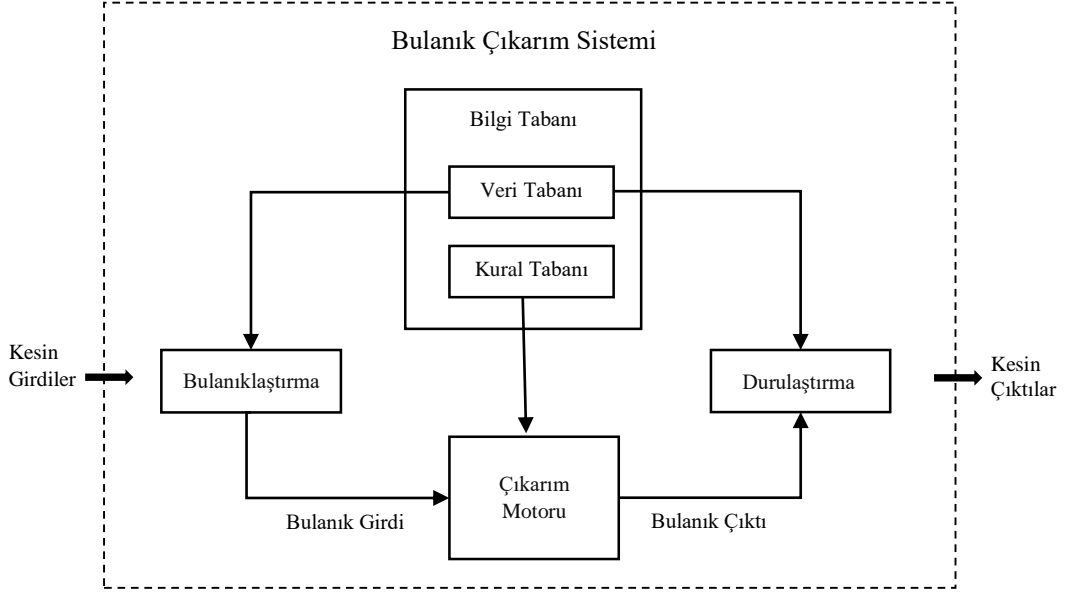 Bulanık Çıkarım Sistemi
Bilgi Tabanı
Veri Tabanı
Kural Tabanı
Kesin
Girdiler
Bulanıklaştırma
Durulaştırma
Kesin
Çıktılar
Çıkarım
Motoru
Bulanık Girdi
Bulanık Çıktı